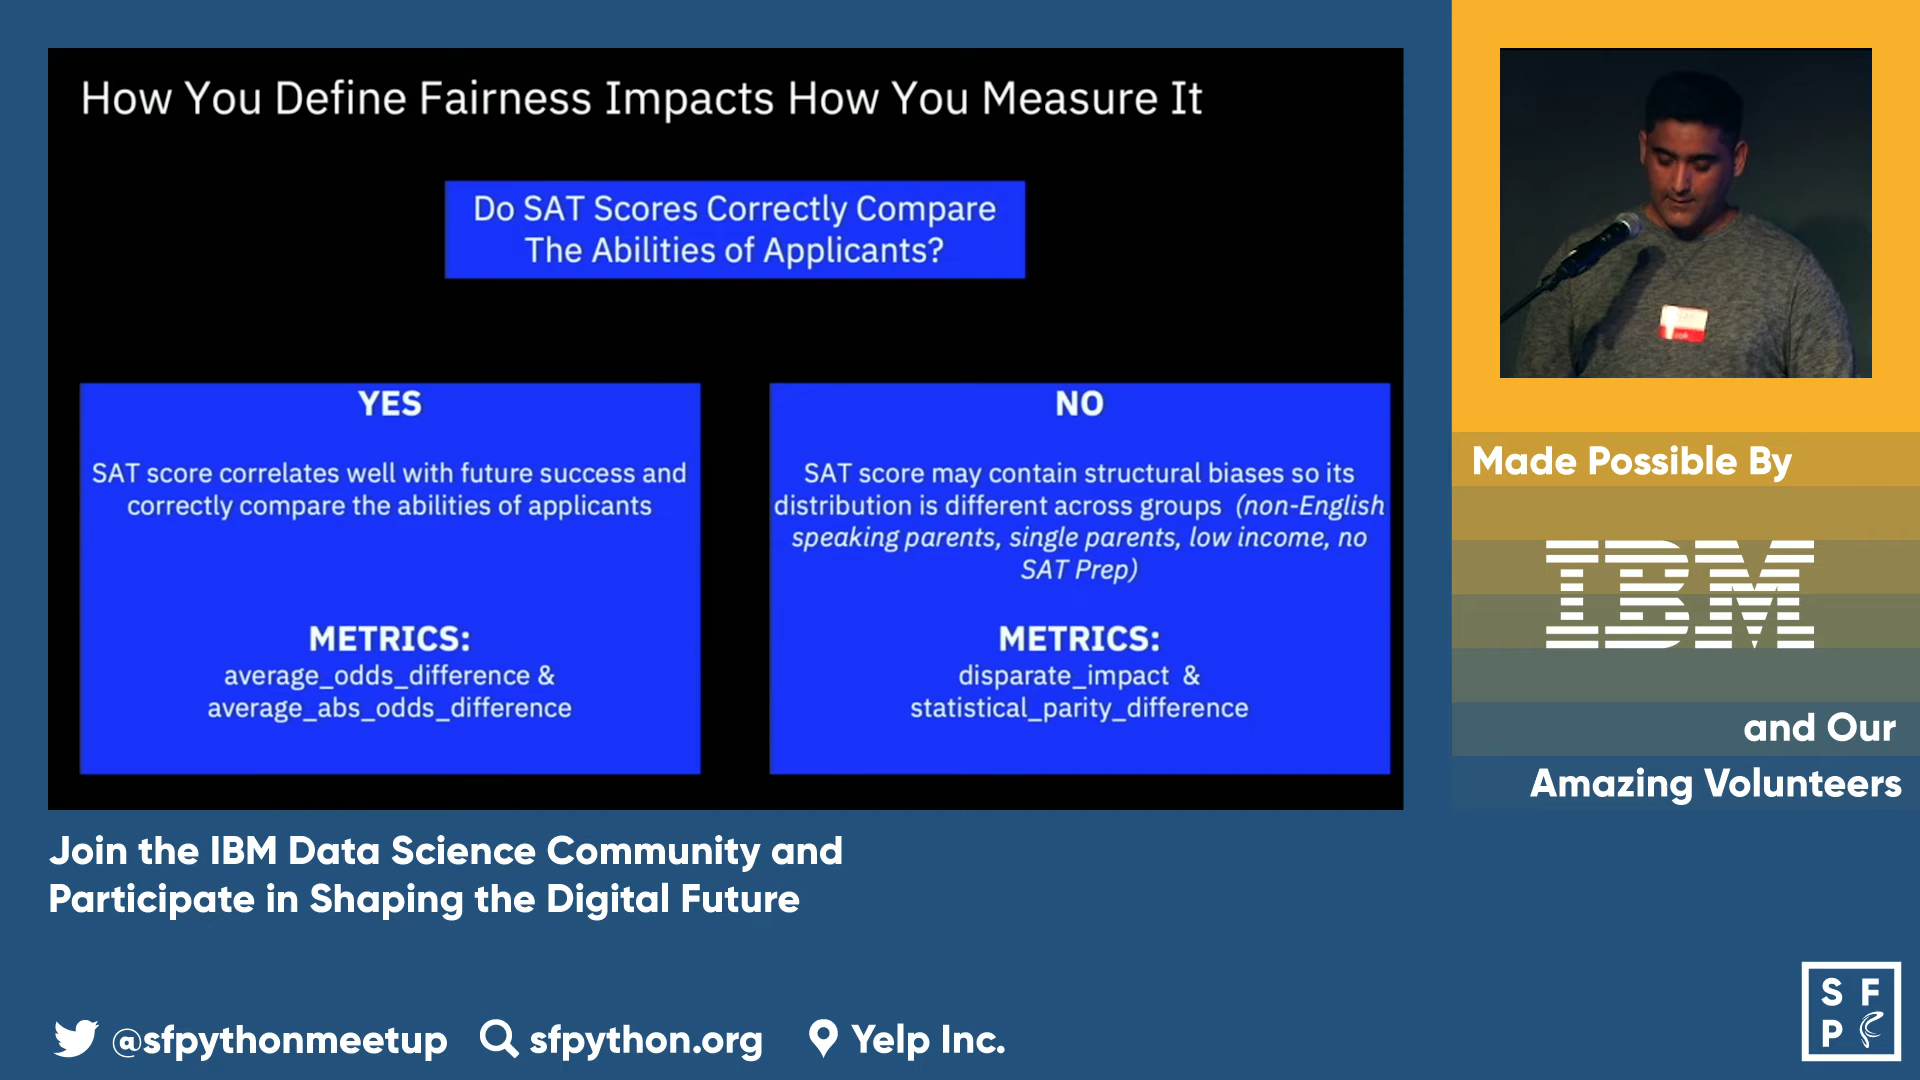 How You Define Fairness Impacts How You Measure It
Do SAT Scores Correctly Compare
The Abilities of Applicants?
YES
SAT score correlates well with future success and
correctly compare the abilities of applicants
METRICS:
average_odds_difference &
average_abs_odds_difference
NO
SAT score may contain structural biases so its
distribution is different across groups (non-English
speaking parents, single parents, low income, no
SAT Prep)
METRICS:
disparate_impact &
statistical_parity_difference
Made Possible By
IBM
and Our
Amazing Volunteers
Join the IBM Data Science Community and
Participate in Shaping the Digital Future
@sfpythonmeetup sfpython.org Yelp Inc.
S F
P